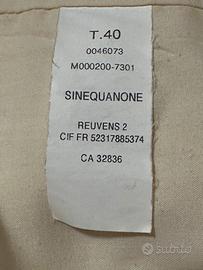 T.40
0046073
M000200-7301
SINEQUANONE
REUVENS 2
CIF FR 52317885374
CA 32836
subito